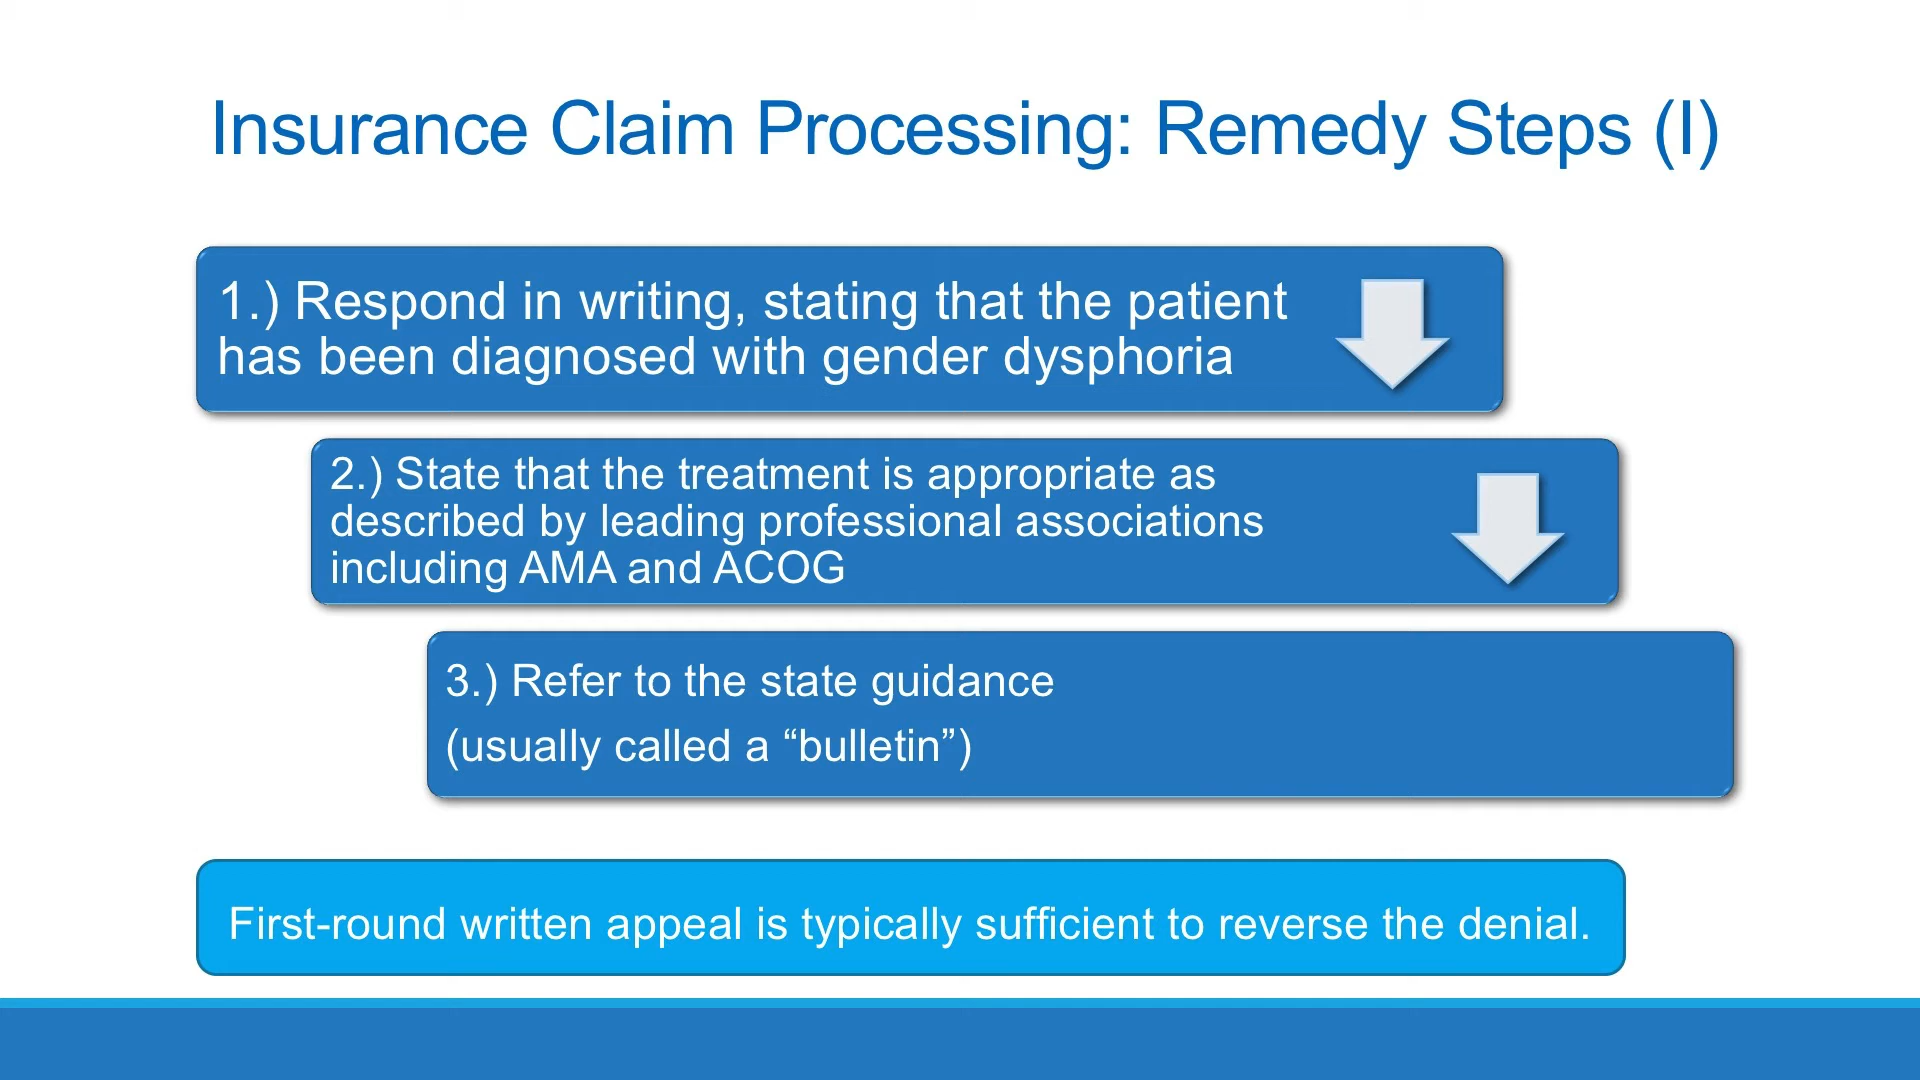 Insurance Claim Processing: Remedy Steps (I)
1.) Respond in writing, stating that the patient
has been diagnosed with gender dysphoria
2.) State that the treatment is appropriate as
described by leading professional associations
including AMA and ACOG
3.) Refer to the state guidance
(usually called a “bulletin”)
First-round written appeal is typically sufficient to reverse the denial.